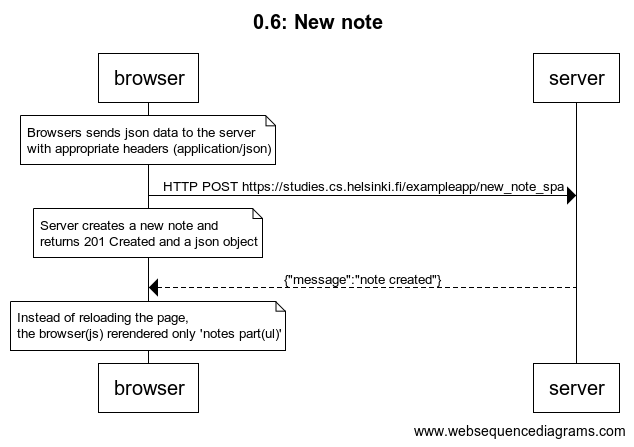 0.6: New note
browser
server
Browsers sends json data to the server
with appropriate headers (application/json)
HTTP POST https://studies.cs.helsinki.fi/exampleapp/new_note_spa
Server creates a new note and
returns 201 Created and a json object
{"message":"note created"}
Instead of reloading the page,
the browser(js) rerendered only 'notes part(ul)'
browser
server
www.websequencediagrams.com